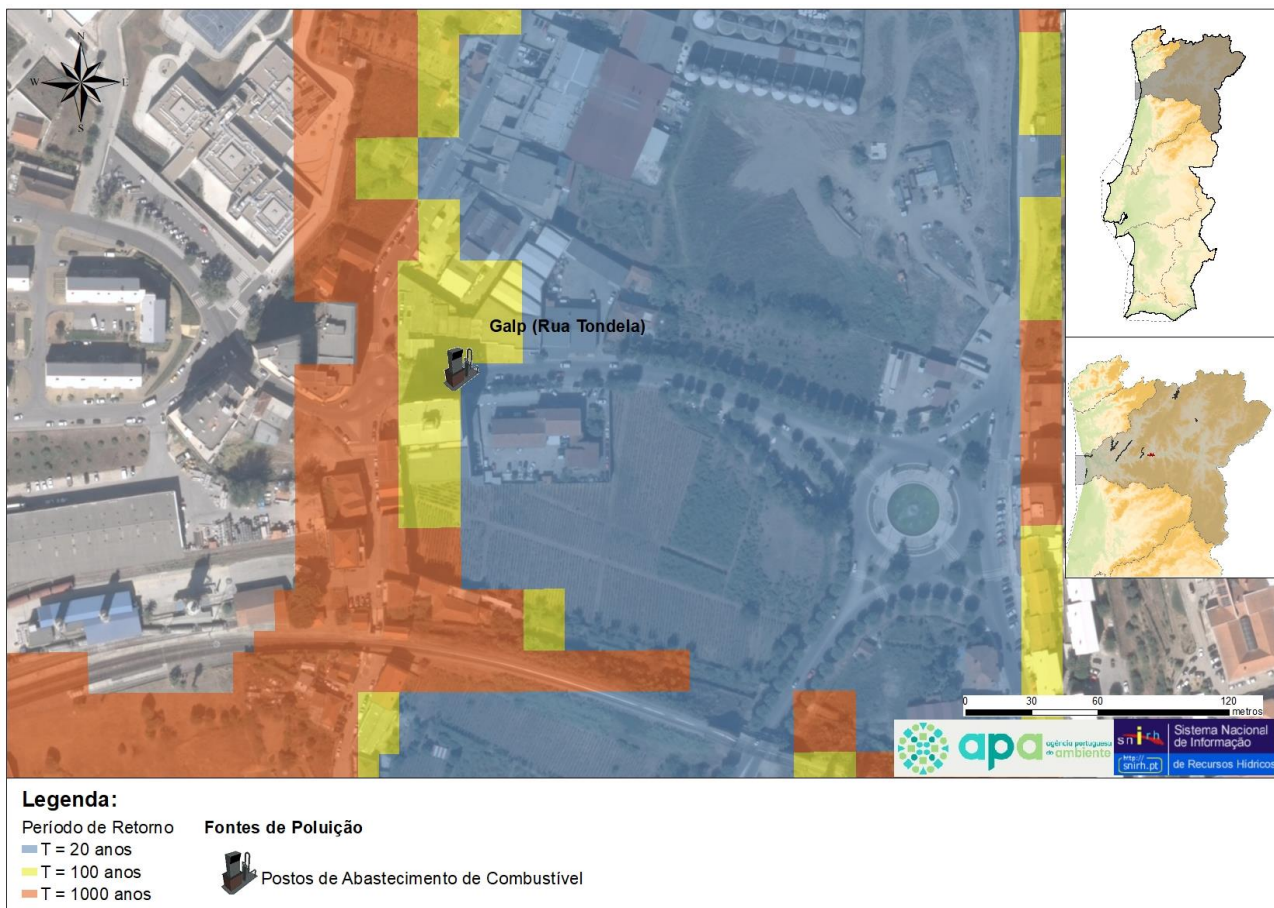 N
W
L
S
Galp (Rua Tondela)
0 30 60 120
metros
apa agência portuguesa
do ambiente
snirh
http://
snirh.pt
Sistema Nacional
de Informação
de Recursos Hídricos
Legenda:
Período de Retorno
T = 20 anos
T = 100 anos
T = 1000 anos
Fontes de Poluição
Postos de Abastecimento de Combustível